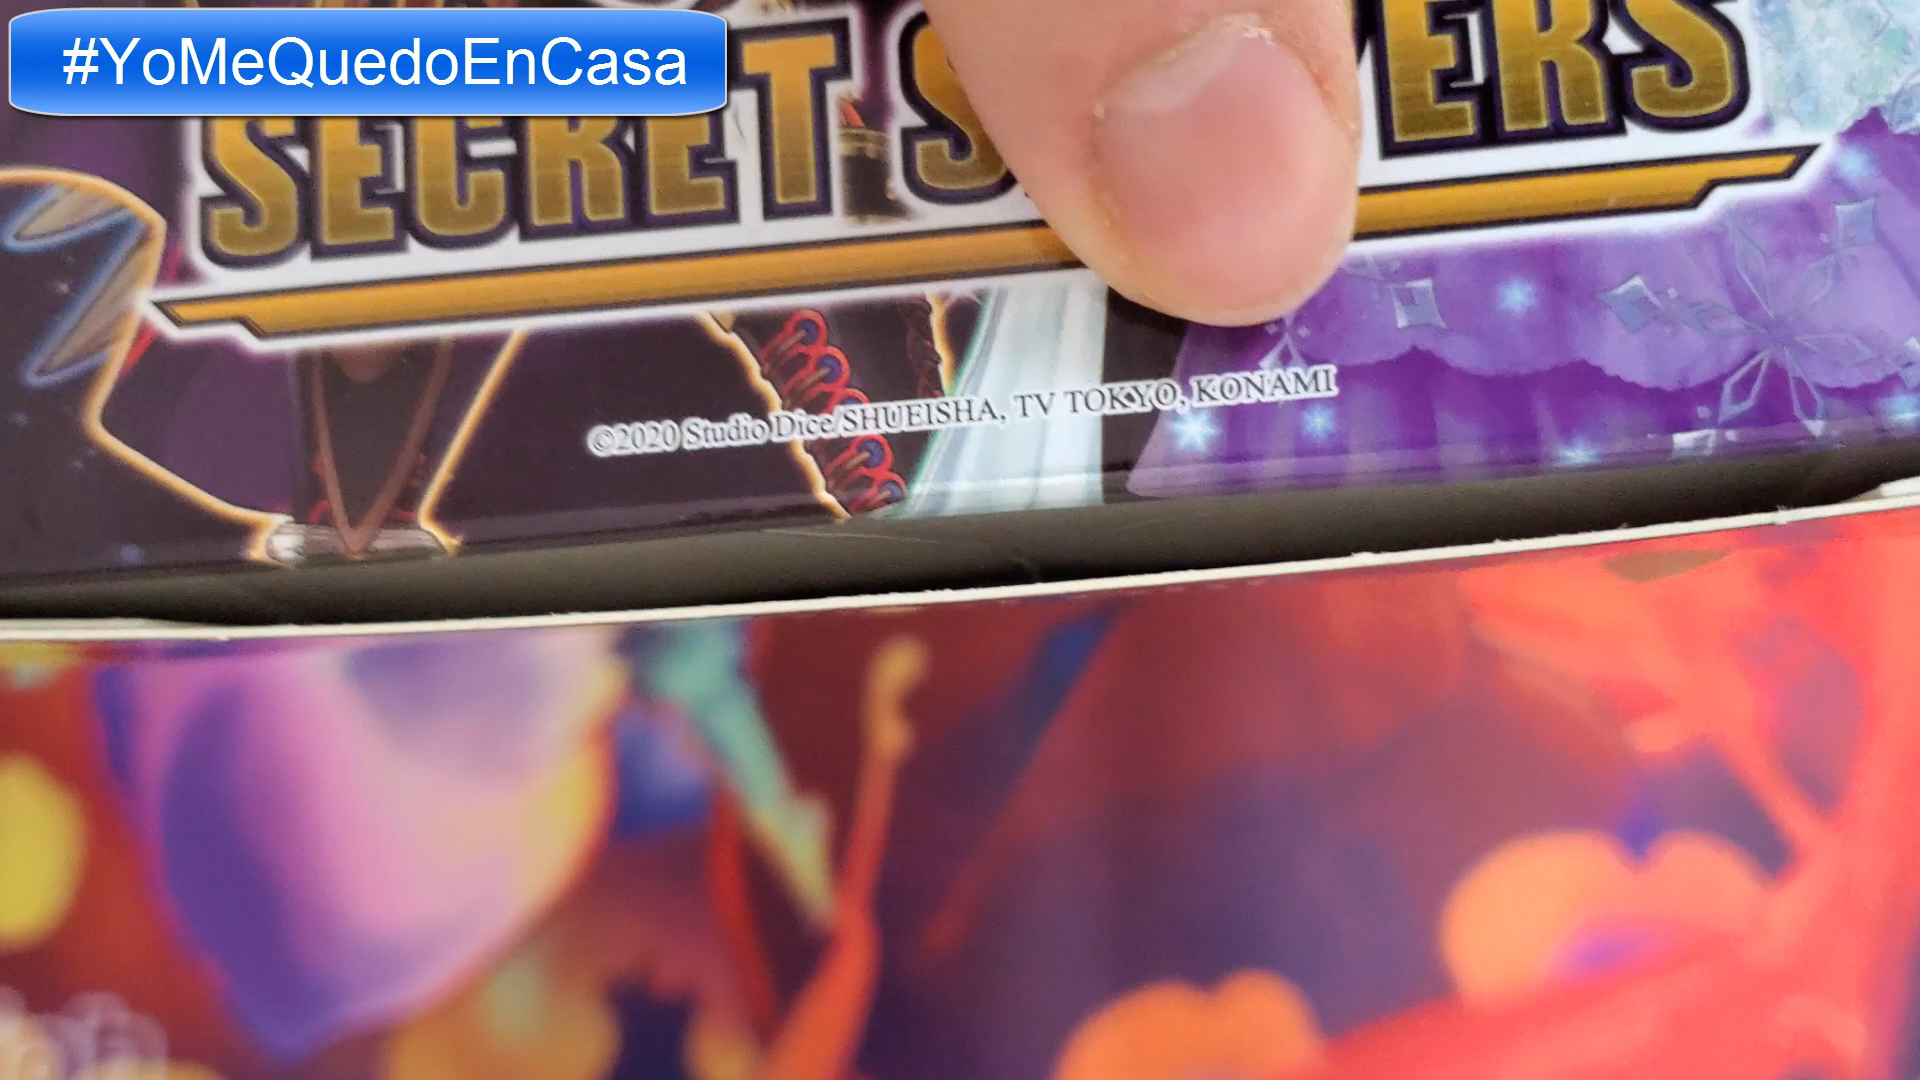 #YoMeQuedoEnCasa
SECRET S ERS
©2020 Studio Dice/SHUEISHA, TV TOKYO, KONAMI